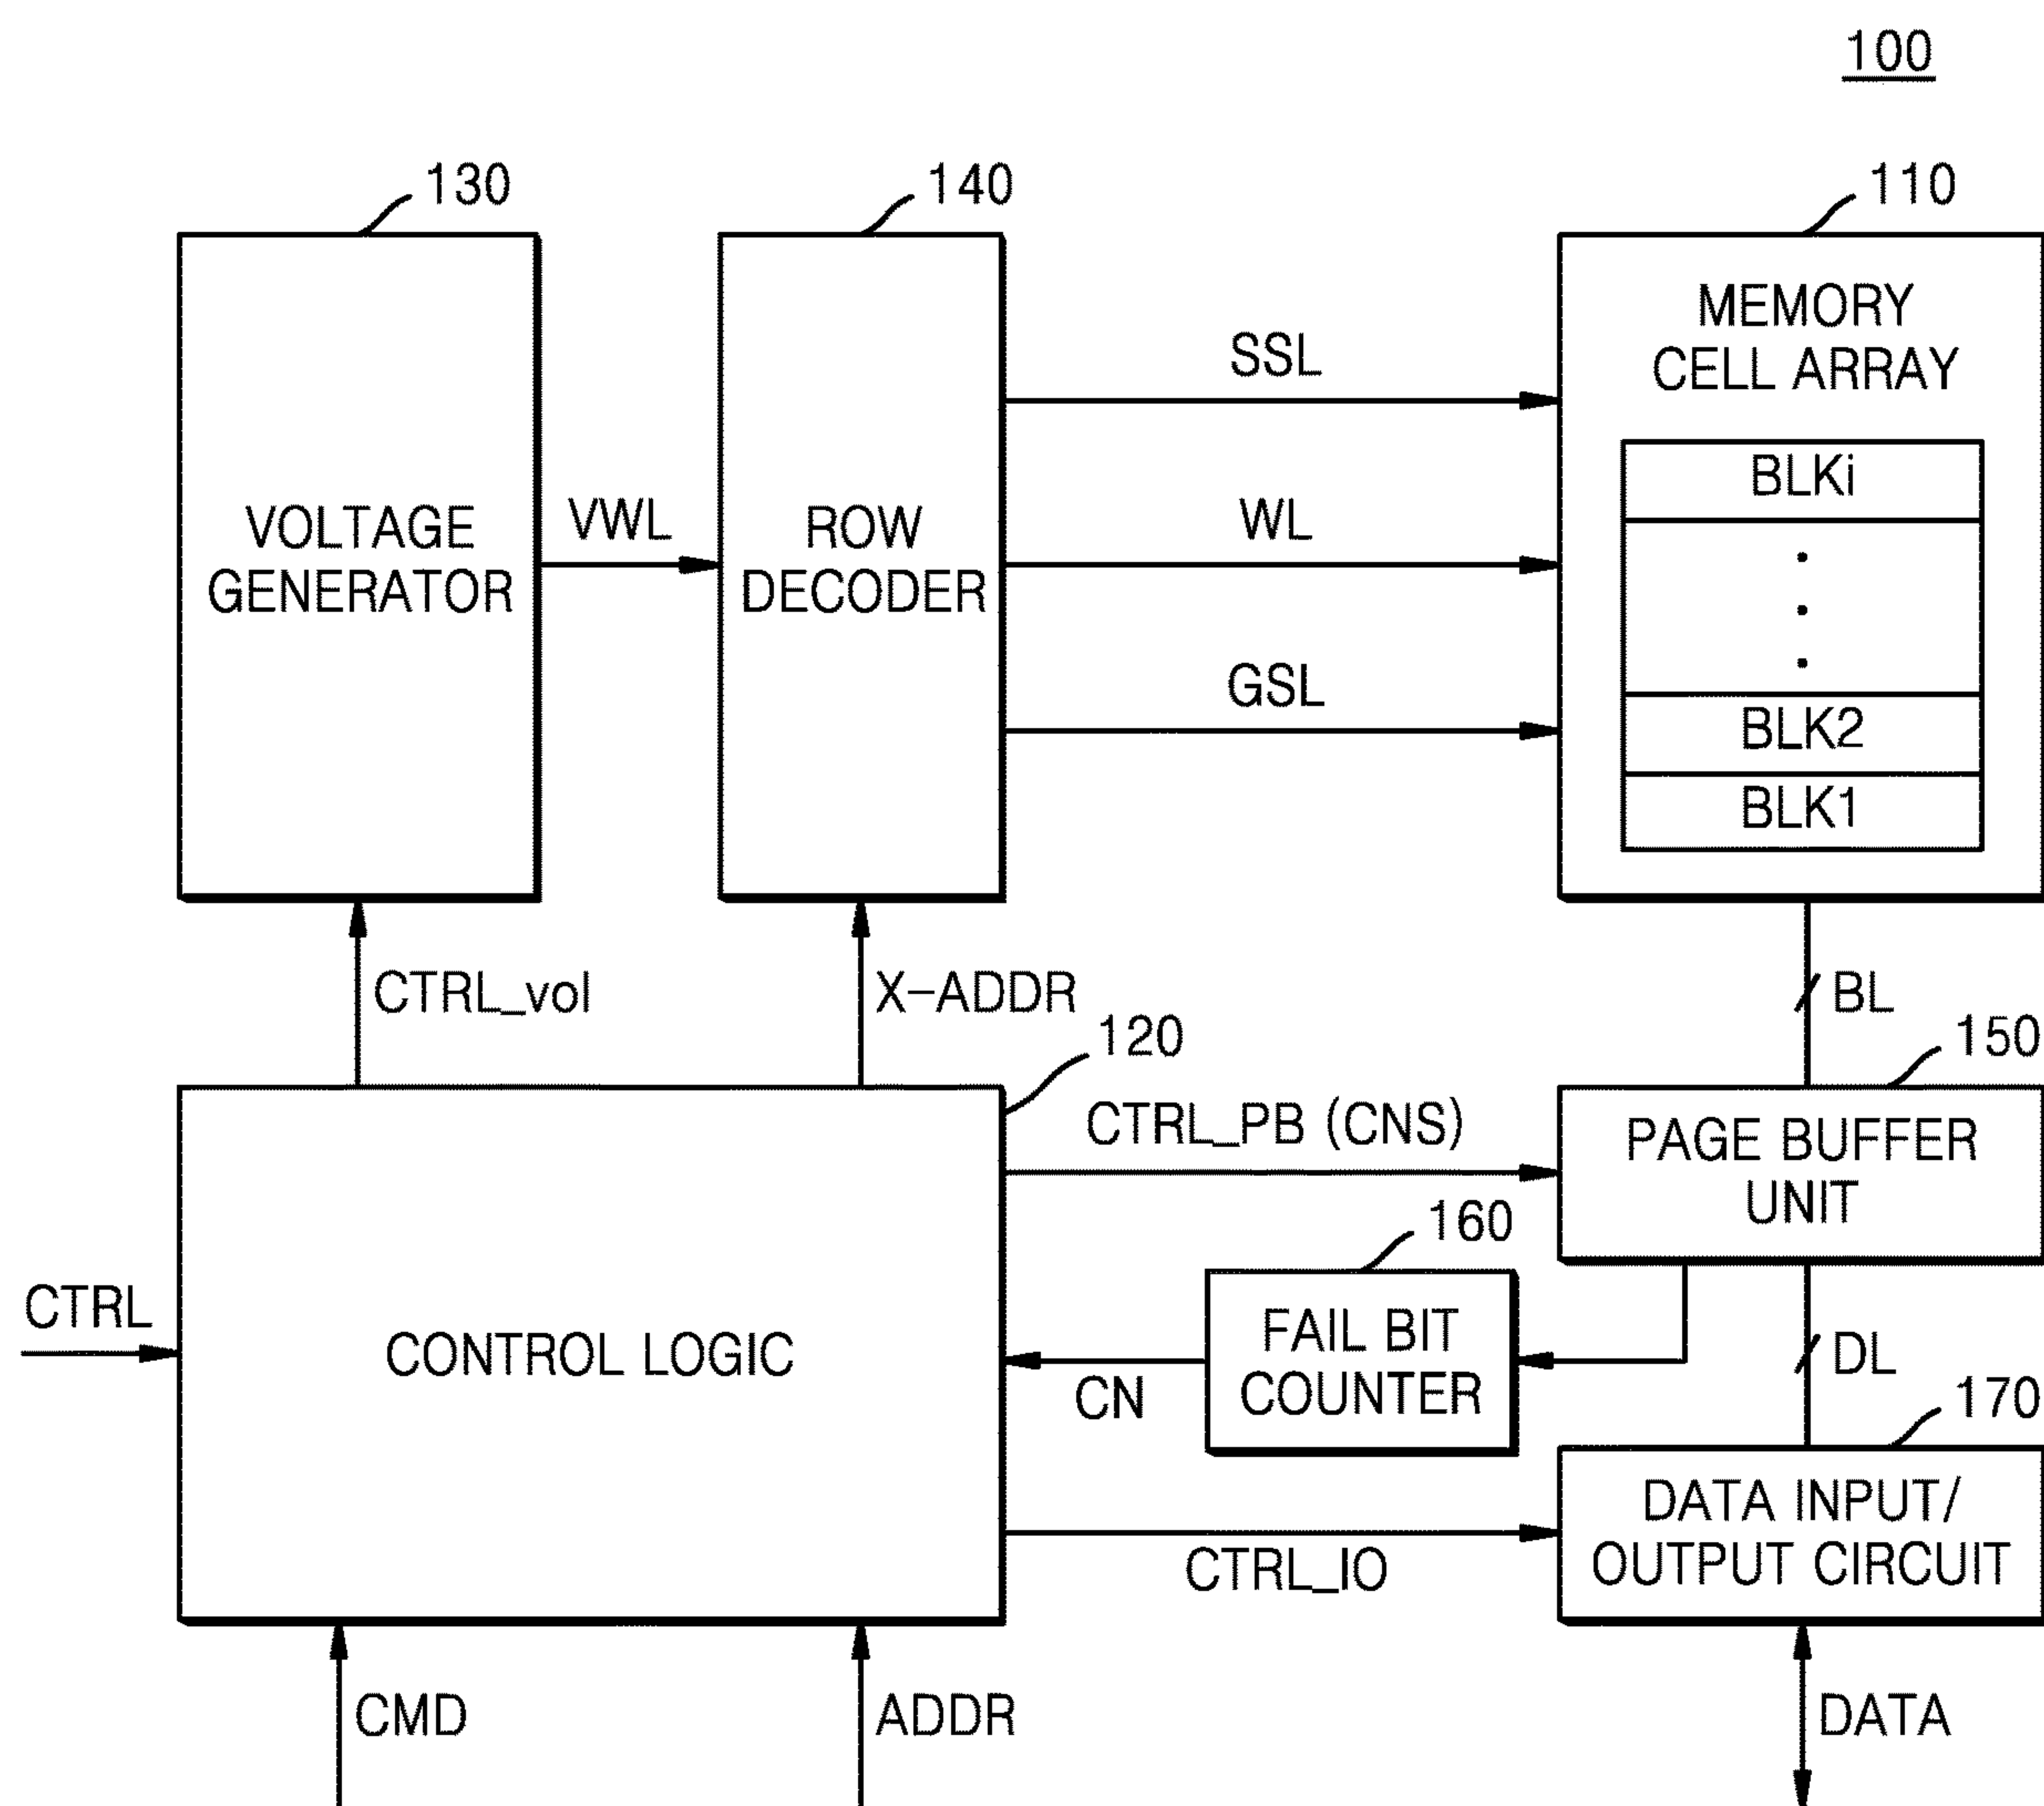 100
130
140
110
VOLTAGE
GENERATOR
VWL
ROW
DECODER
SSL
WL
GSL
MEMORY
CELL ARRAY
BLKi
BLK2
BLK1
CTRL_vol
X-ADDR
BL
120
150
CTRL_PB (CNS)
PAGE BUFFER
UNIT
160
CTRL
CONTROL LOGIC
CN
FAIL BIT
COUNTER
DL
170
CTRL_IO
DATA INPUT/
OUTPUT CIRCUIT
CMD
ADDR
DATA